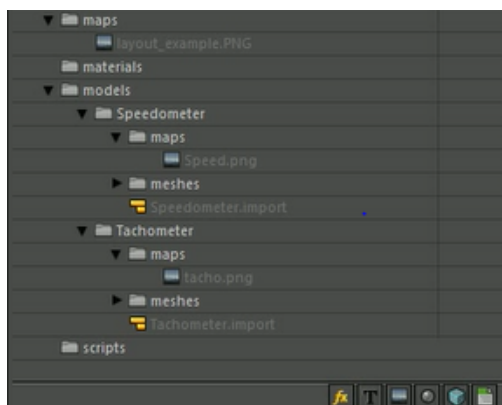 maps
layout_example.PNG
materials
models
Speedometer
maps
Speed.png
meshes
Speedometer.import
Tachometer
maps
tacho.png
meshes
Tachometer.import
scripts
fx T